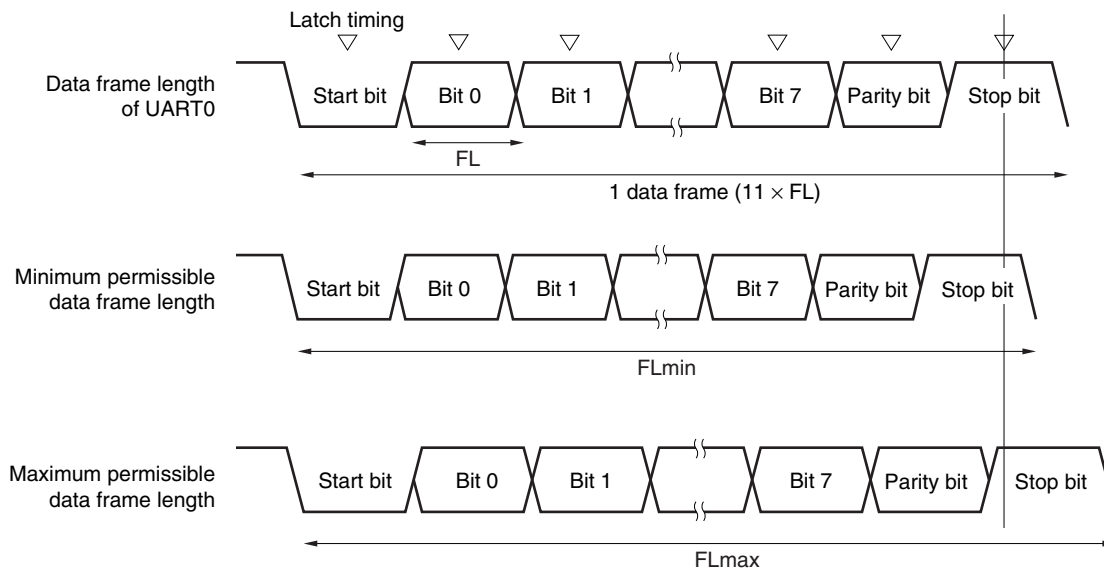 Latch timing
Data frame length
of UART0
Start bit
Bit 0
Bit 1
Bit 7
Parity bit
Stop bit
FL
1 data frame (11 × FL)
Minimum permissible
data frame length
Start bit
Bit 0
Bit 1
Bit 7
Parity bit
Stop bit
FLmin
Maximum permissible
data frame length
Start bit
Bit 0
Bit 1
Bit 7
Parity bit
Stop bit
FLmax